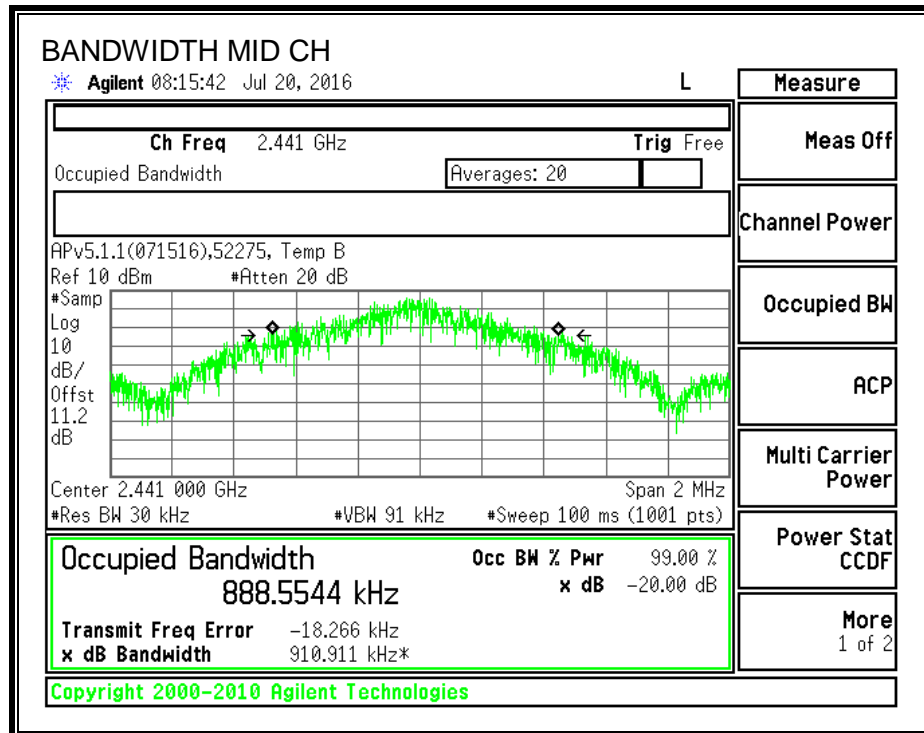 BANDWIDTH MID CH
Agilent 08:15:42 Jul 20, 2016 L
Measure
Ch Freq 2.441 GHz Trig Free
Meas Off
Occupied Bandwidth Averages: 20
Channel Power
APv5.1.1(071516),52275, Temp B
Ref 10 dBm #Atten 20 dB
#Samp
Log
10
dB/
Offst
11.2
dB
Occupied BW
ACP
Multi Carrier
Power
Center 2.441 000 GHz Span 2 MHz
#Res BW 30 kHz #VBW 91 kHz #Sweep 100 ms (1001 pts)
Power Stat
CCDF
Occupied Bandwidth Occ BW % Pwr 99.00 %
888.5544 kHz x dB -20.00 dB
Transmit Freq Error -18.266 kHz
x dB Bandwidth 910.911 kHz*
More
1 of 2
Copyright 2000-2010 Agilent Technologies